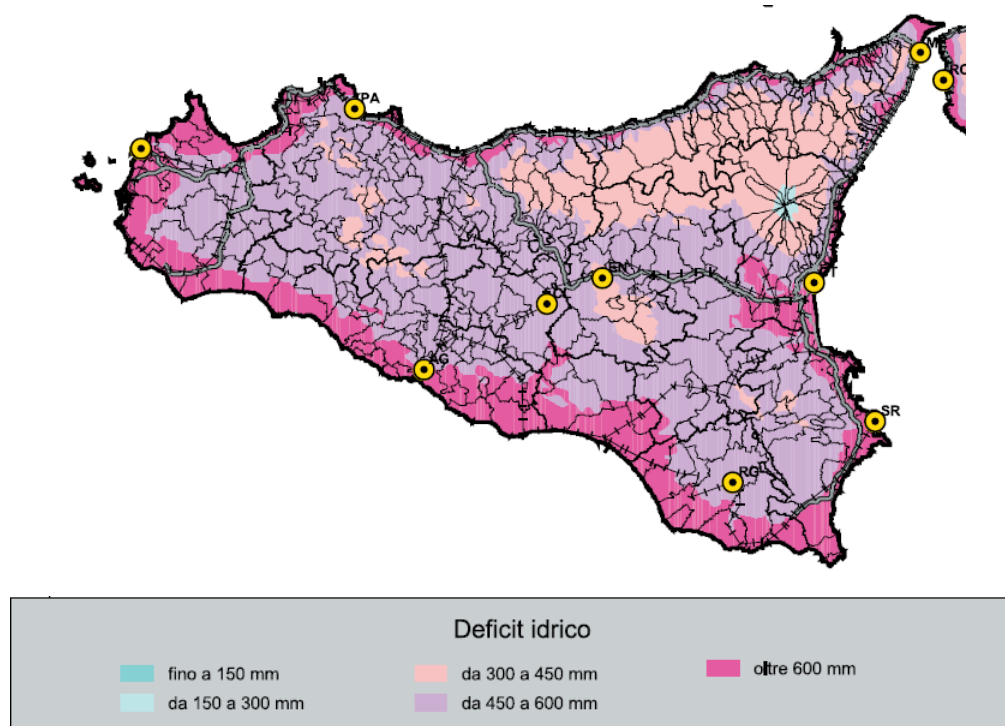 PA
AG
SR
RG
Deficit idrico
fino a 150 mm
da 150 a 300 mm
da 300 a 450 mm
da 450 a 600 mm
oltre 600 mm